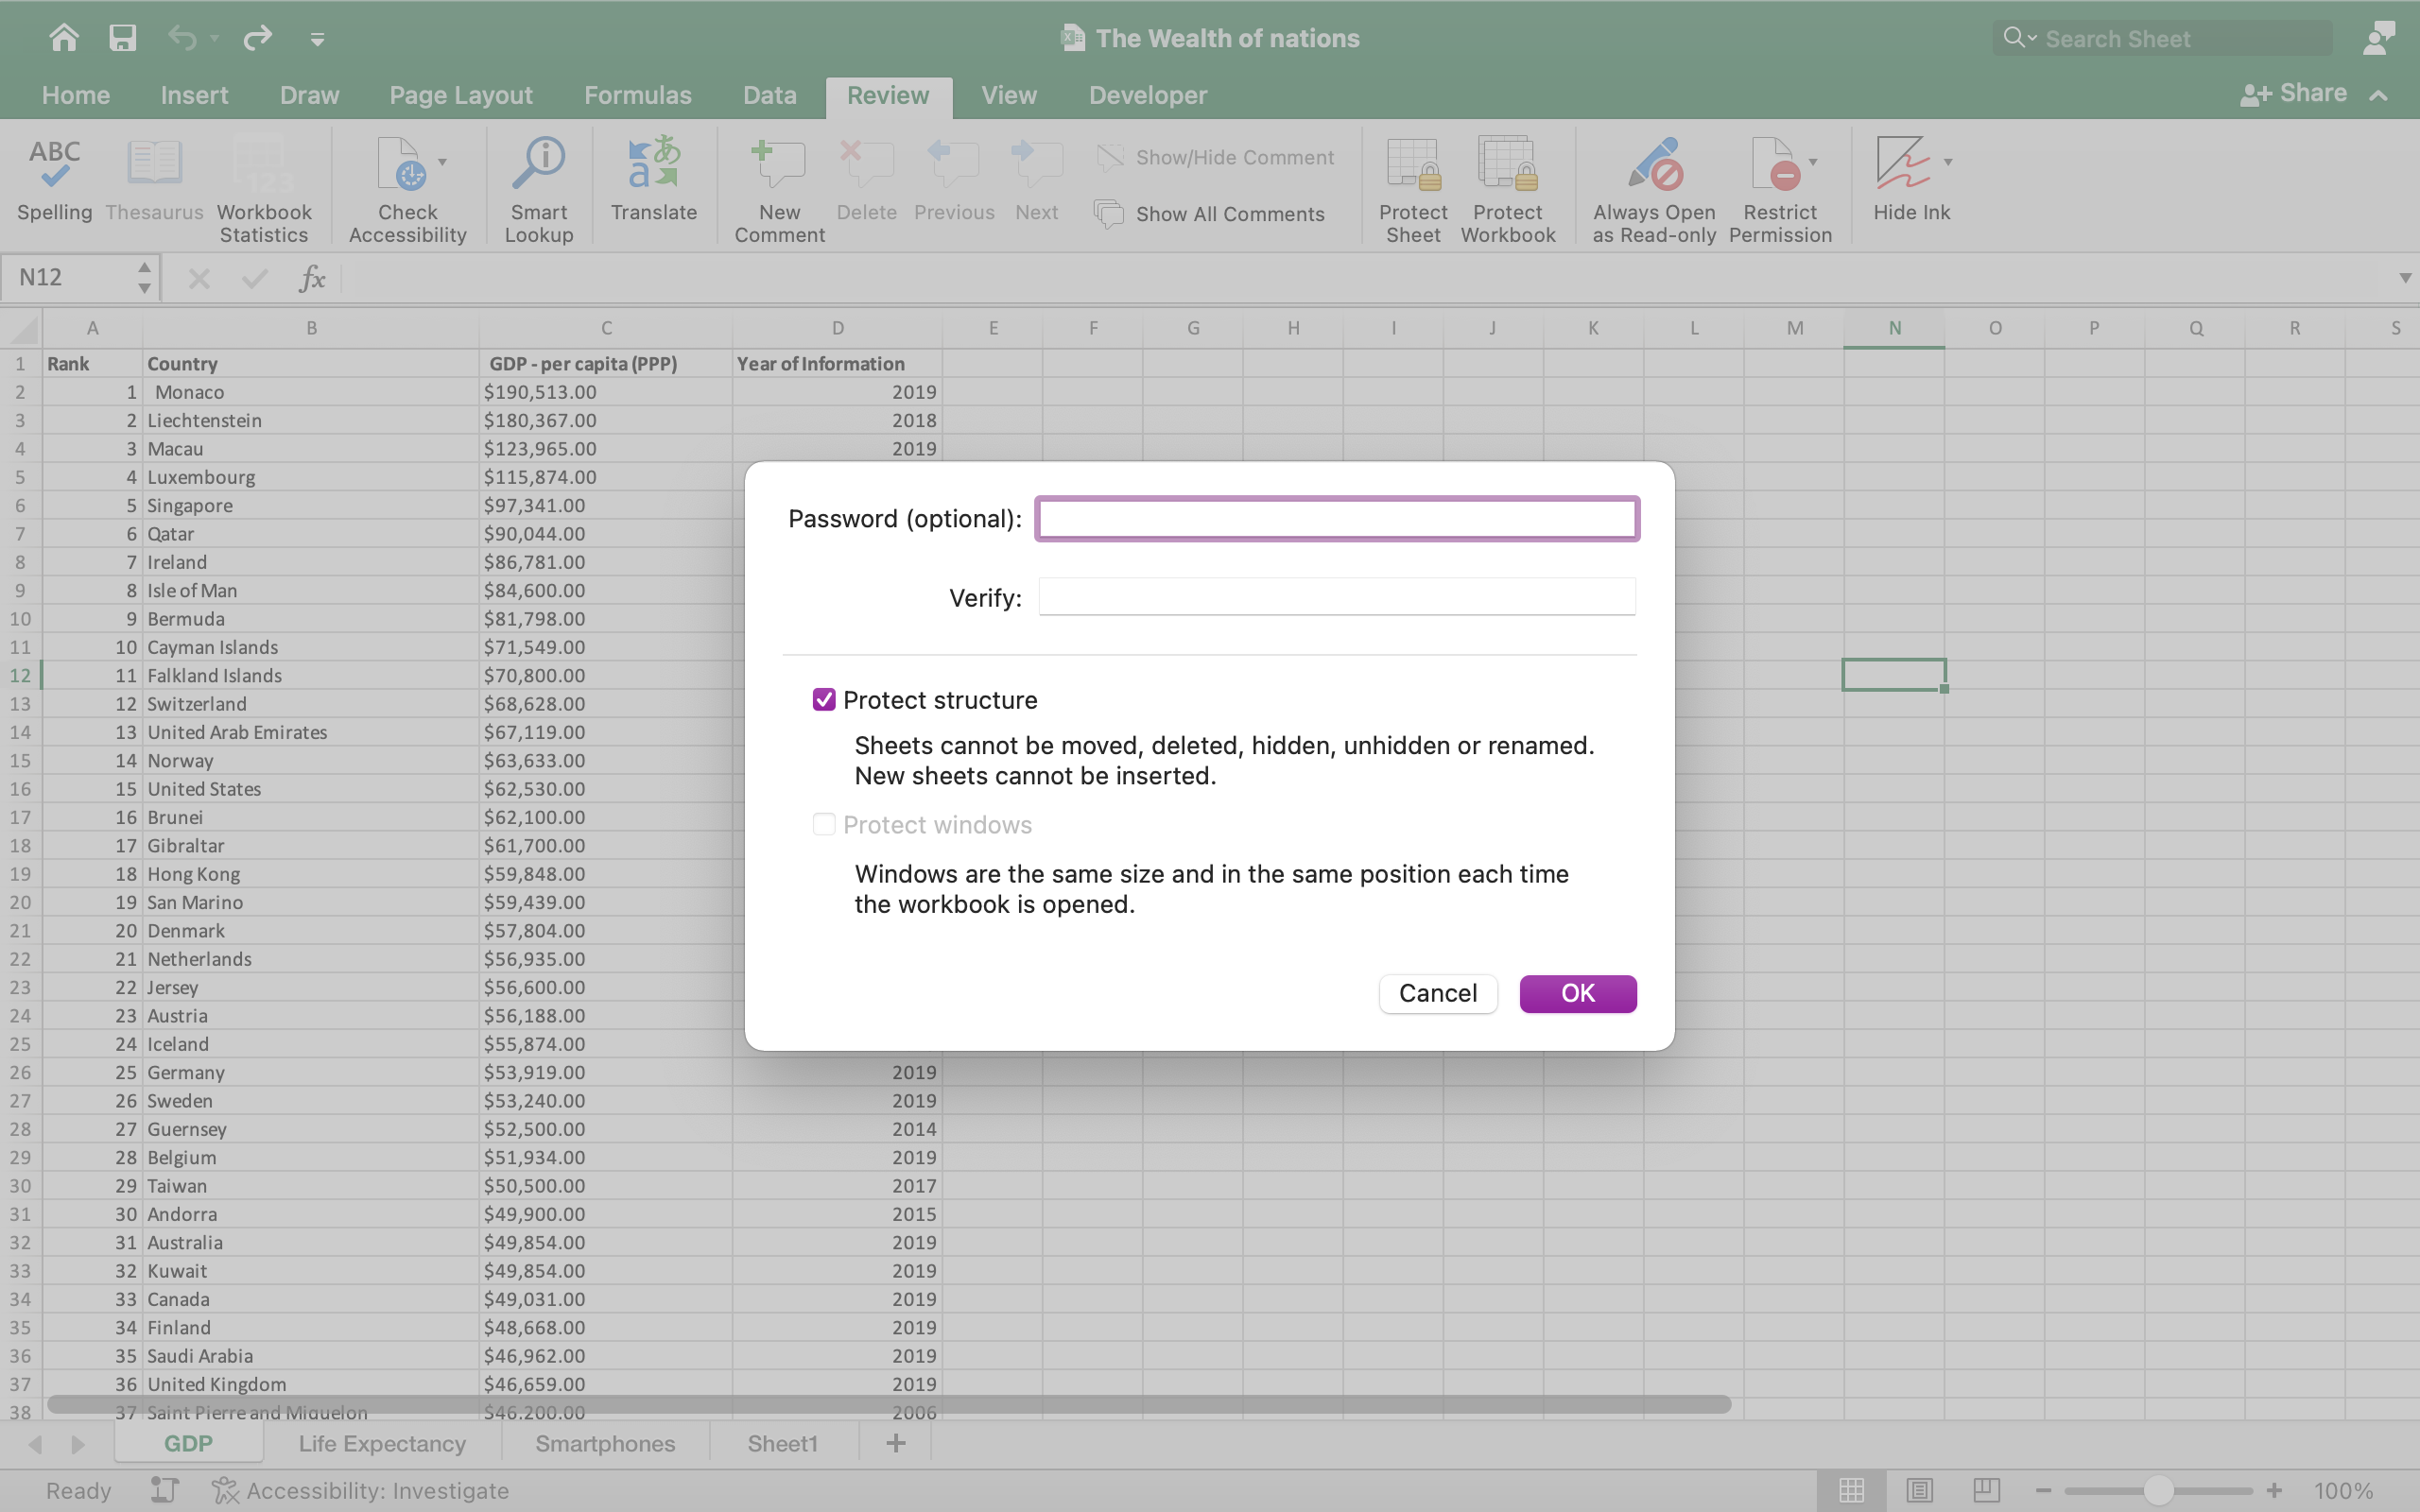 The Wealth of nations
Search Sheet
Home Insert Draw Page Layout Formulas Data Review View Developer Share
ABC
Spelling
Thesaurus
123
Workbook Statistics
Check Accessibility
Smart Lookup
Translate
New Comment
Delete
Previous
Next
Show/Hide Comment
Show All Comments
Protect Sheet
Protect Workbook
Always Open as Read-only
Restrict Permission
Hide Ink
N12 fx
A B C D E F G H I J K L M N O P Q R S
1 Rank Country GDP - per capita (PPP) Year of Information
2 1 Monaco $190,513.00 2019
3 2 Liechtenstein $180,367.00 2018
4 3 Macau $123,965.00 2019
5 4 Luxembourg $115,874.00
6 5 Singapore $97,341.00
7 6 Qatar $90,044.00
8 7 Ireland $86,781.00
9 8 Isle of Man $84,600.00
10 9 Bermuda $81,798.00
11 10 Cayman Islands $71,549.00
12 11 Falkland Islands $70,800.00
13 12 Switzerland $68,628.00
14 13 United Arab Emirates $67,119.00
15 14 Norway $63,633.00
16 15 United States $62,530.00
17 16 Brunei $62,100.00
18 17 Gibraltar $61,700.00
19 18 Hong Kong $59,848.00
20 19 San Marino $59,439.00
21 20 Denmark $57,804.00
22 21 Netherlands $56,935.00
23 22 Jersey $56,600.00
24 23 Austria $56,188.00
25 24 Iceland $55,874.00
26 25 Germany $53,919.00 2019
27 26 Sweden $53,240.00 2019
28 27 Guernsey $52,500.00 2014
29 28 Belgium $51,934.00 2019
30 29 Taiwan $50,500.00 2017
31 30 Andorra $49,900.00 2015
32 31 Australia $49,854.00 2019
33 32 Kuwait $49,854.00 2019
34 33 Canada $49,031.00 2019
35 34 Finland $48,668.00 2019
36 35 Saudi Arabia $46,962.00 2019
37 36 United Kingdom $46,659.00 2019
38 37 Saint Pierre and Miquelon $46,200.00 2006
Password (optional):
Verify:
Protect structure
Sheets cannot be moved, deleted, hidden, unhidden or renamed.
New sheets cannot be inserted.
Protect windows
Windows are the same size and in the same position each time
the workbook is opened.
Cancel OK
GDP Life Expectancy Smartphones Sheet1 +
Ready Accessibility: Investigate 100%